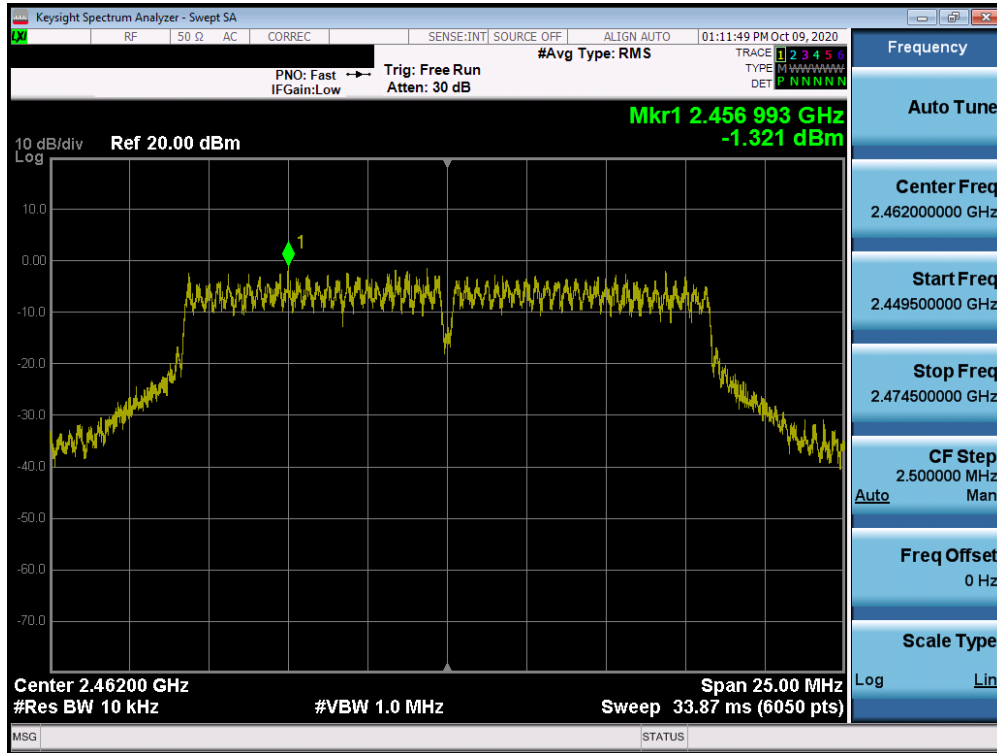 Keysight Spectrum Analyzer - Swept SA
LXI RF 50 Ω AC CORREC SENSE:INT SOURCE OFF ALIGN AUTO 01:11:49 PM Oct 09, 2020
#Avg Type: RMS
TRACE 1 2 3 4 5 6
TYPE M WWWWW
DET P N N N N N
PNO: Fast
IFGain:Low
Trig: Free Run
Atten: 30 dB
Mkr1 2.456 993 GHz
-1.321 dBm
10 dB/div Ref 20.00 dBm
Log
1
10.0
0.00
-10.0
-20.0
-30.0
-40.0
-50.0
-60.0
-70.0
Center 2.46200 GHz Span 25.00 MHz
#Res BW 10 kHz #VBW 1.0 MHz Sweep 33.87 ms (6050 pts)
MSG STATUS
Frequency
Auto Tune
Center Freq
2.462000000 GHz
Start Freq
2.449500000 GHz
Stop Freq
2.474500000 GHz
CF Step
2.500000 MHz
Auto Man
Freq Offset
0 Hz
Scale Type
Log Lin